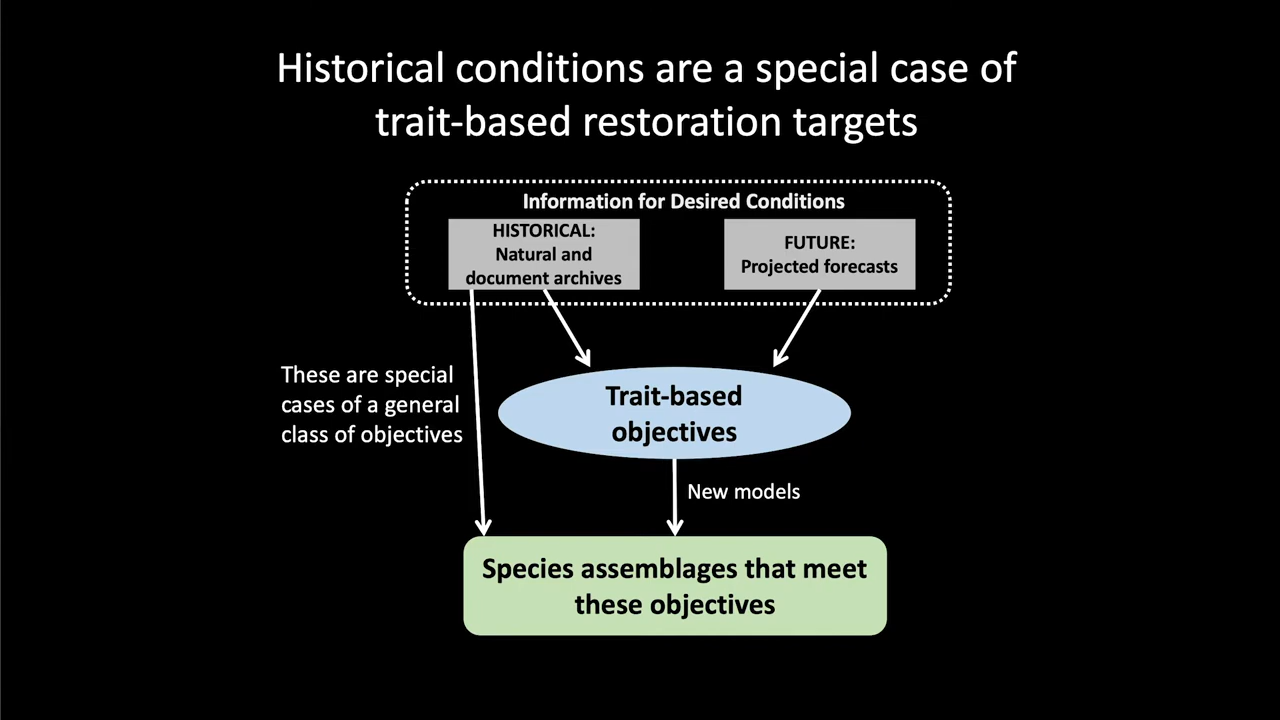 Historical conditions are a special case of
trait-based restoration targets
Information for Desired Conditions
HISTORICAL:
Natural and
document archives
FUTURE:
Projected forecasts
These are special
cases of a general
class of objectives
Trait-based
objectives
New models
Species assemblages that meet
these objectives